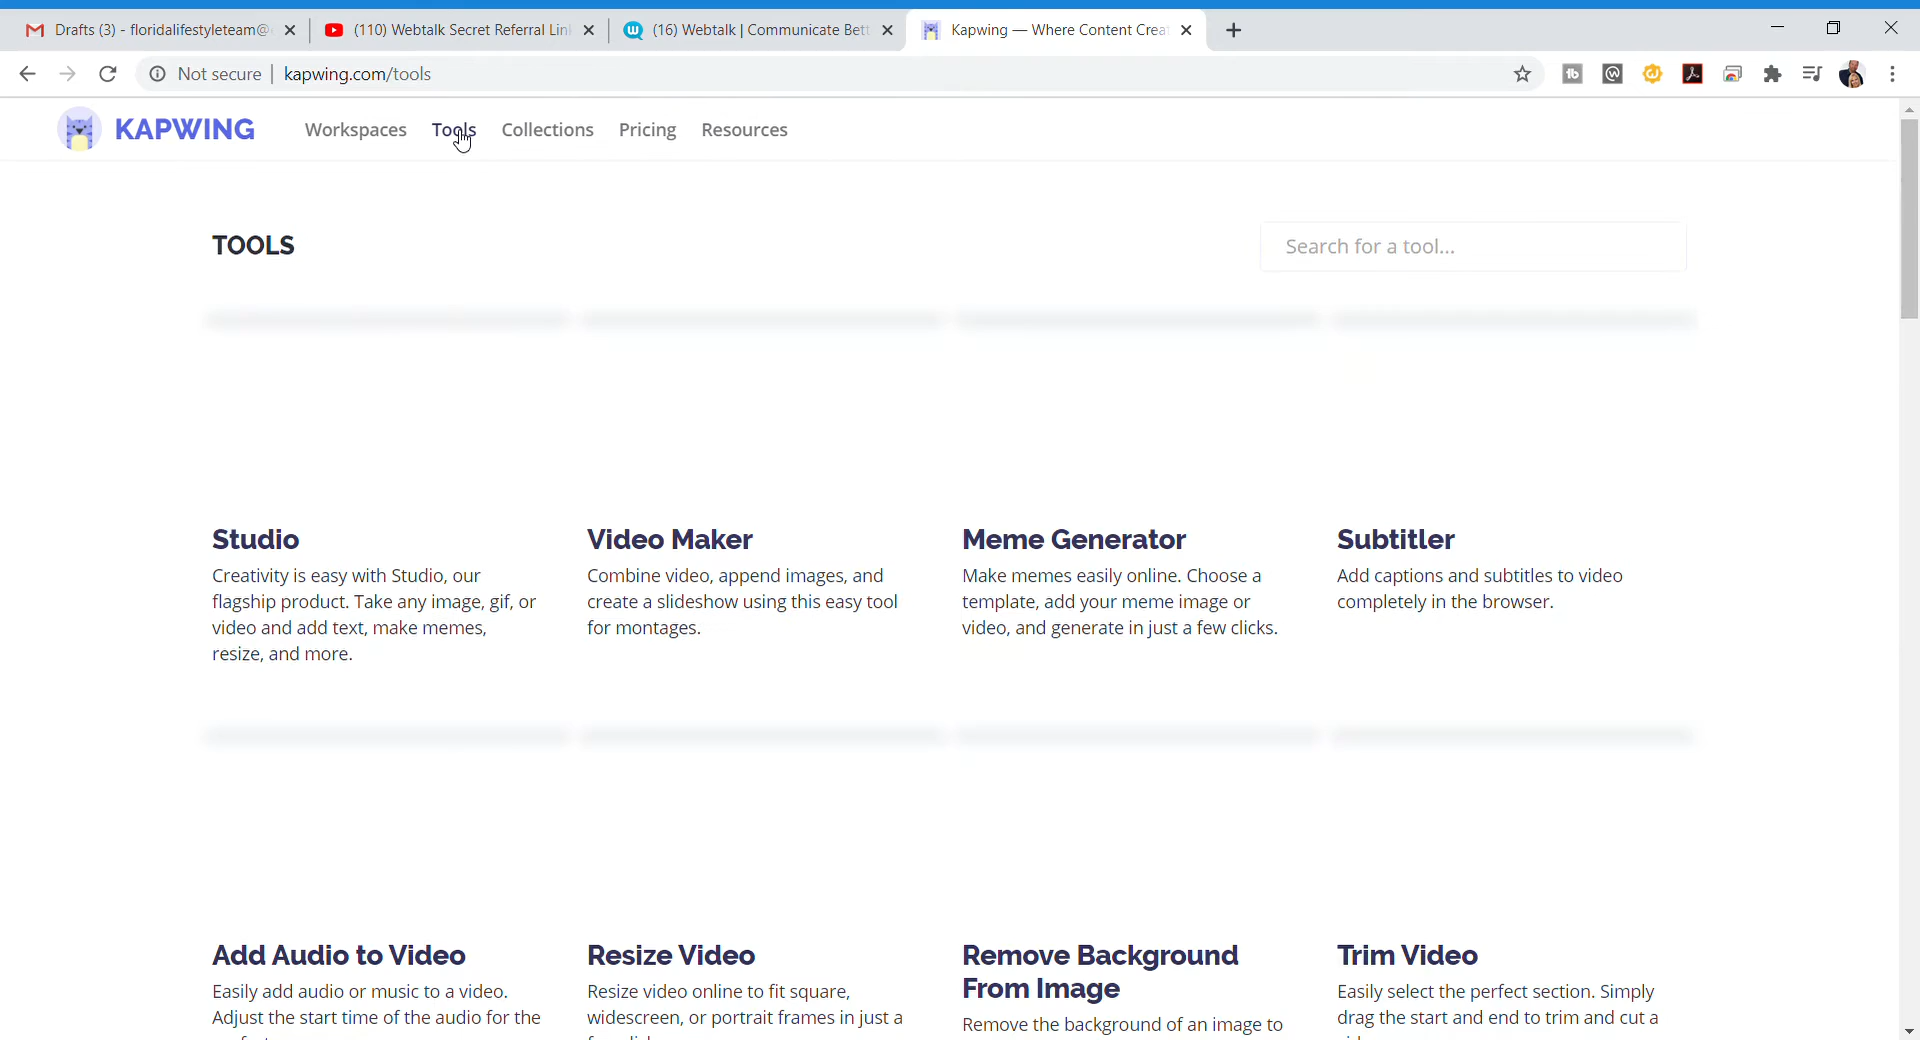 Drafts (3) - floridalifestyleteam@
(110) Webtalk Secret Referral Lin
(16) Webtalk | Communicate Bett
Kapwing — Where Content Creat
Not secure | kapwing.com/tools
KAPWING
Workspaces
Tools
Collections
Pricing
Resources
TOOLS
Search for a tool...
Studio
Creativity is easy with Studio, our
flagship product. Take any image, gif, or
video and add text, make memes,
resize, and more.
Video Maker
Combine video, append images, and
create a slideshow using this easy tool
for montages.
Meme Generator
Make memes easily online. Choose a
template, add your meme image or
video, and generate in just a few clicks.
Subtitler
Add captions and subtitles to video
completely in the browser.
Add Audio to Video
Easily add audio or music to a video.
Adjust the start time of the audio for the
Resize Video
Resize video online to fit square,
widescreen, or portrait frames in just a
Remove Background
From Image
Remove the background of an image to
Trim Video
Easily select the perfect section. Simply
drag the start and end to trim and cut a